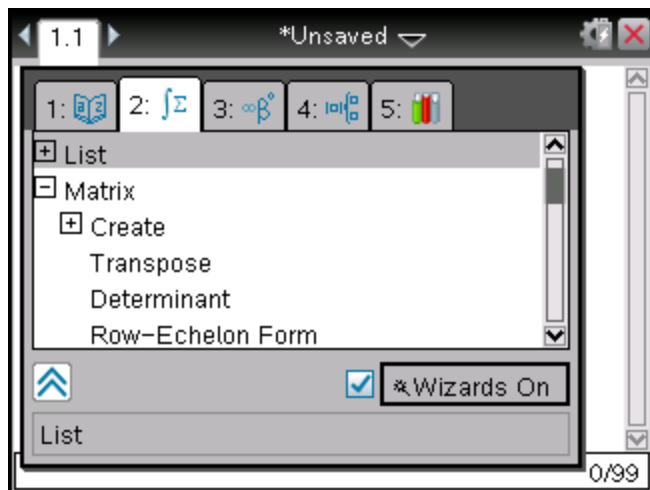 1.1 *Unsaved
1: 2: ∫Σ 3: ∞β° 4: 5:
List
Matrix
Create
Transpose
Determinant
Row-Echelon Form
Wizards On
List
0/99